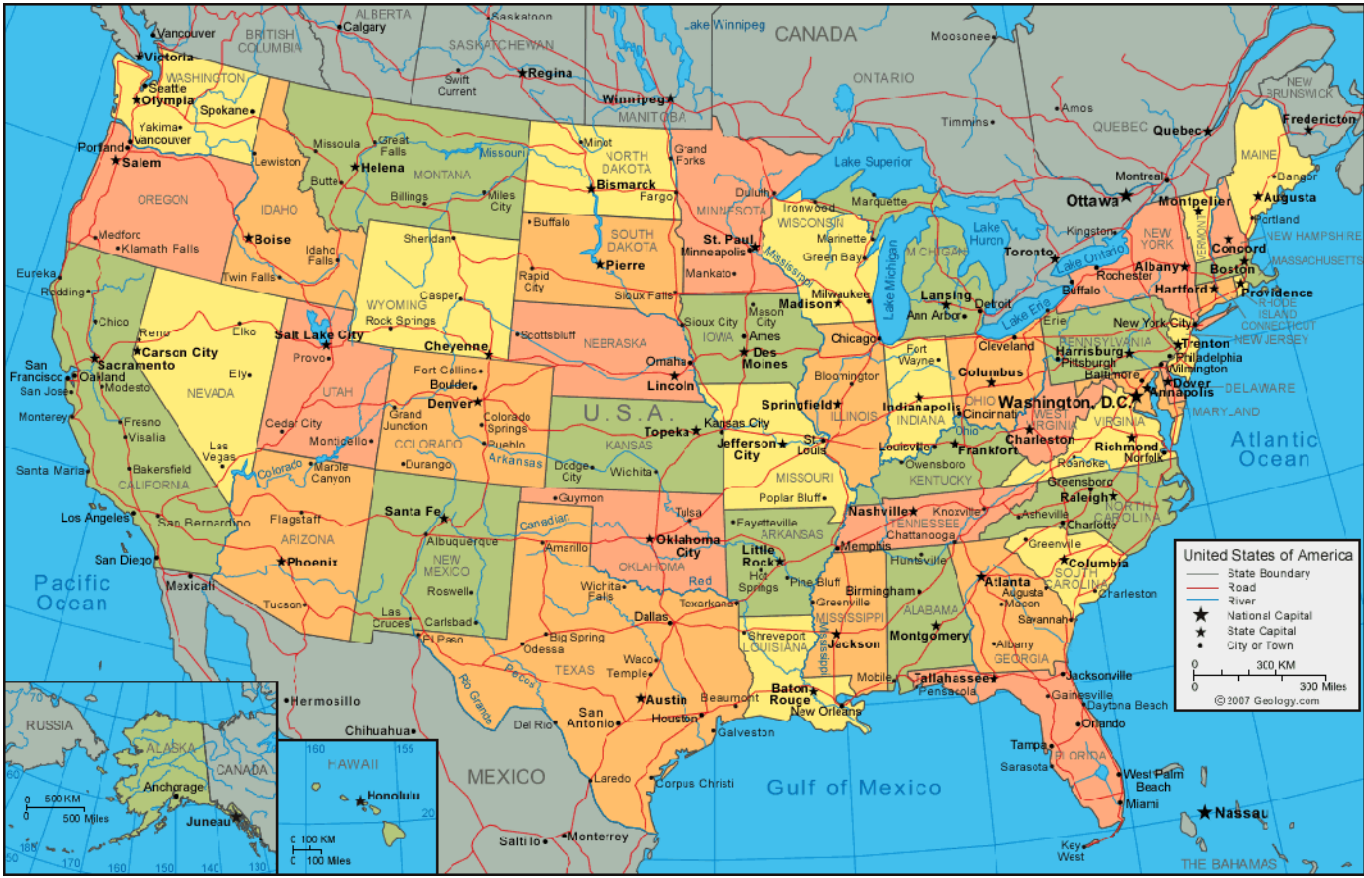 ALBERTA
Saskatoon
Lake Winnipeg
Calgary
Vancouver
BRITISH
COLUMBIA
SASKATCHEWAN
CANADA
Moosonee
Victoria
WASHINGTON
Swift
Current
Regina
ONTARIO
NEW
BRUNSWICK
Seattle
Olympia
Spokane
Winnipeg
MANITOBA
Amos
Timmins
QUEBEC
Quebec
Fredericton
Yakima
Vancouver
Portland
Salem
Lewiston
Missoula
Great
Falls
Missouri
Minot
NORTH
DAKOTA
Grand
Forks
Lake Superior
MAINE
Helena
MONTANA
Butte
Billings
Miles
City
Bismarck
Fargo
Duluth
MINNESOTA
Ironwood
Marquette
Montreal
Ottawa
Montpelier
Augusta
Portland
OREGON
IDAHO
Boise
Buffalo
SOUTH
DAKOTA
WISCONSIN
Marinette
Green Bay
St. Paul
Minneapolis
Mississippi
Lake
Huron
Kingston
Toronto
Lake Ontario
NEW
YORK
VERMONT
Concord
NEW HAMPSHIRE
Medford
Klamath Falls
Idaho
Falls
Twin Falls
Sheridan
Pierre
Rapid
City
Sioux Falls
Mankato
Lake Michigan
MICHIGAN
Rochester
Buffalo
Albany
Boston
MASSACHUSETTS
Hartford
Providence
RHODE
ISLAND
CONNECTICUT
Eureka
Redding
WYOMING
Casper
Rock Springs
Scottsbluff
Madison
Milwaukee
Lansing
Detroit
Ann Arbor
Lake Erie
Erie
New York City
NEW JERSEY
Chico
Reno
Elko
Salt Lake City
Cheyenne
NEBRASKA
Sioux City
IOWA
Mason
City
Ames
Des
Moines
Chicago
Fort
Wayne
Cleveland
PENNSYLVANIA
Harrisburg
Pittsburgh
Trenton
Philadelphia
Wilmington
Carson City
Sacramento
San
Francisco
Oakland
San Jose
Modesto
Ely
NEVADA
Provo
UTAH
Fort Collins
Boulder
Denver
Omaha
Lincoln
Bloomington
ILLINOIS
Springfield
Indianapolis
INDIANA
Columbus
OHIO
Cincinnati
Baltimore
Washington, D.C.
Annapolis
Dover
DELAWARE
MARYLAND
Monterey
Fresno
Visalia
Cedar City
Monticello
Grand
Junction
COLORADO
Colorado
Springs
Pueblo
U.S.A.
Topeka
KANSAS
Kansas City
Jefferson
City
St.
Louis
Louisville
Ohio
Frankfort
WEST
VIRGINIA
Charleston
VIRGINIA
Richmond
Norfolk
Atlantic
Ocean
Las
Vegas
Colorado
Marble
Canyon
Durango
Arkansas
Dodge
City
Wichita
MISSOURI
Poplar Bluff
Owensboro
KENTUCKY
Roanoke
Santa Maria
Bakersfield
CALIFORNIA
Los Angeles
San Bernardino
Flagstaff
ARIZONA
Santa Fe
Albuquerque
Guymon
Canadian
Tulsa
Oklahoma
City
OKLAHOMA
Fayetteville
ARKANSAS
Nashville
TENNESSEE
Knoxville
Chattanooga
Memphis
Greensboro
Raleigh
NORTH
CAROLINA
Asheville
Charlotte
San Diego
Mexicali
Phoenix
Tucson
NEW
MEXICO
Roswell
Las
Cruces
Carlsbad
El Paso
Amarillo
Wichita
Falls
Red
Little
Rock
Hot
Springs
Pine Bluff
Greenville
Huntsville
Birmingham
ALABAMA
Atlanta
Augusta
Macon
Greenville
Columbia
SOUTH
CAROLINA
Charleston
Pacific
Ocean
Dallas
Texarkana
Big Spring
Odessa
TEXAS
Waco
Temple
Shreveport
LOUISIANA
MISSISSIPPI
Mississippi
Jackson
Montgomery
Savannah
Albany
GEORGIA
United States of America
State Boundary
Road
River
National Capital
State Capital
City or Town
0 300 KM
0 300 Miles
© 2007 Geology.com
Pecos
Rio Grande
Austin
Beaumont
Baton
Rouge
New Orleans
Mobile
Pensacola
Tallahassee
Jacksonville
Gainesville
Daytona Beach
Orlando
Del Rio
San
Antonio
Houston
Galveston
Tampa
Sarasota
FLORIDA
Hermosillo
Chihuahua
MEXICO
Laredo
Corpus Christi
Gulf of Mexico
West Palm
Beach
Miami
Nassau
Saltillo
Monterrey
Key
West
THE BAHAMAS
70
RUSSIA
ALASKA
CANADA
60
Anchorage
Juneau
0 500 KM
0 500 Miles
50
180
170
160
150
140
130
160
155
HAWAII
Honolulu
20
100 KM
100 Miles